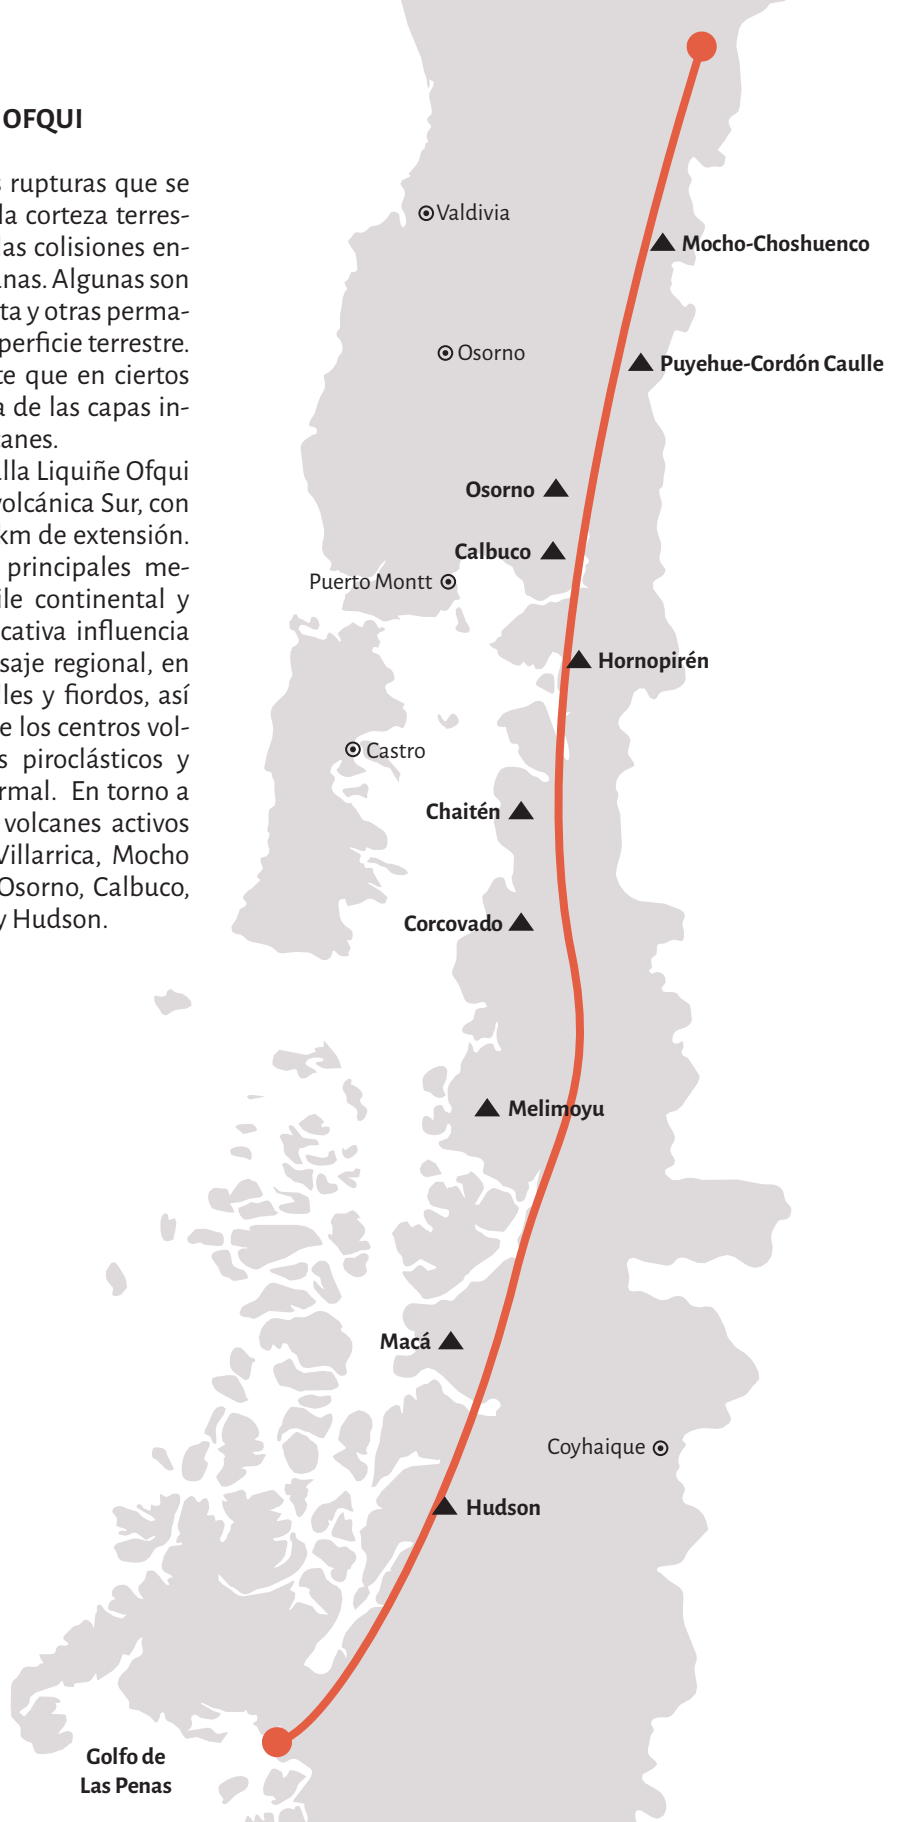 OFQUI
rupturas que se
la corteza terres-
las colisiones en-
nas. Algunas son
ta y otras perma-
perficie terrestre.
te que en ciertos
de las capas in-
anes.
lla Liquiñe Ofqui
volcánica Sur, con
km de extensión.
principales me-
ile continental y
cativa influencia
saje regional, en
lles y fiordos, así
e los centros vol-
s piroclásticos y
rmal. En torno a
volcanes activos
Villarrica, Mocho
Osorno, Calbuco,
y Hudson.
Valdivia
Mocho-Choshuenco
Osorno
Puyehue-Cordón Caulle
Osorno
Calbuco
Puerto Montt
Hornopirén
Castro
Chaitén
Corcovado
Melimoyu
Macá
Coyhaique
Hudson
Golfo de
Las Penas